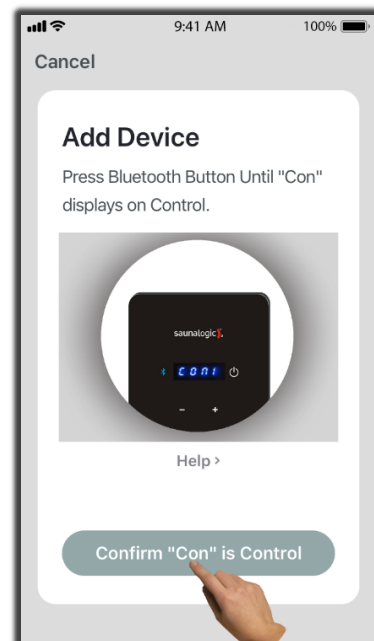 9:41 AM 100%
Cancel
Add Device
Press Bluetooth Button Until "Con"
displays on Control.
saunalogic
CON1
− +
Help >
Confirm "Con" is Control